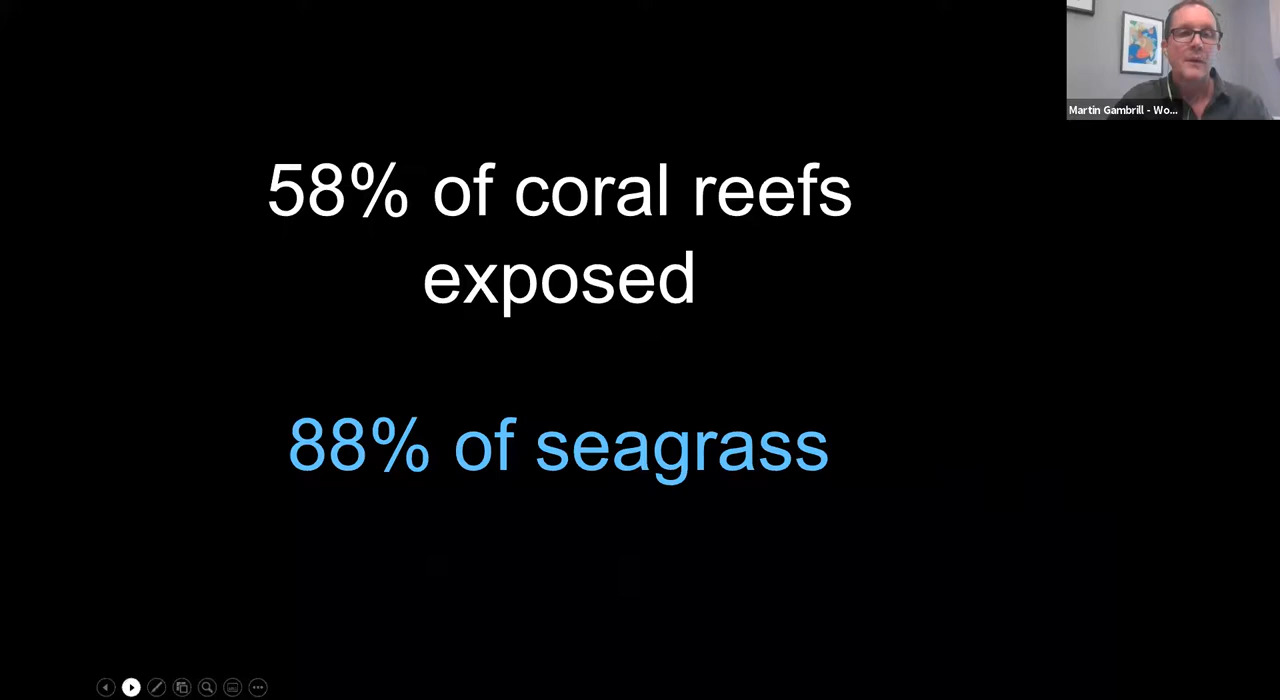 58% of coral reefs
exposed
88% of seagrass
Martin Gambrill - Wo...